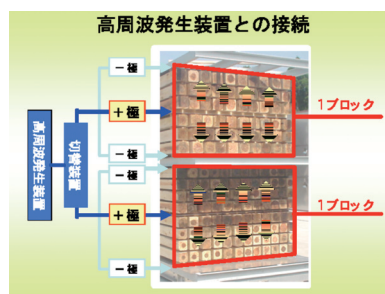 高周波発生装置との接続
－極
＋極
－極
－極
＋極
－極
高周波発生装置
切替装置
1ブロック
1ブロック